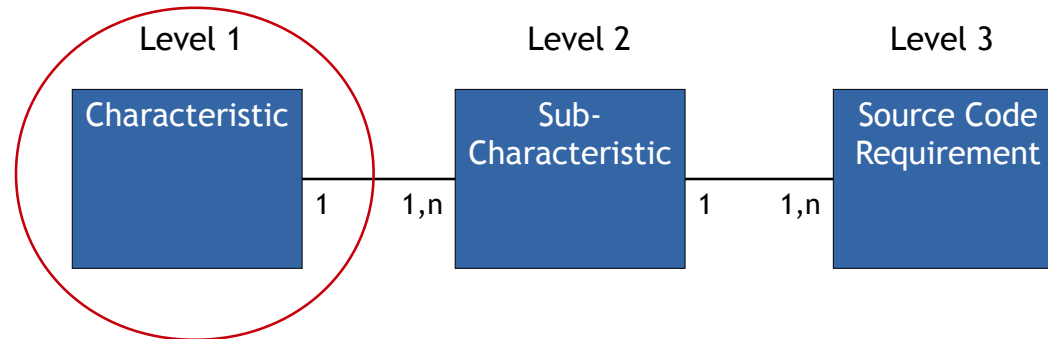 Level 1
Level 2
Level 3
Characteristic
Sub-
Characteristic
Source Code
Requirement
1
1,n
1
1,n